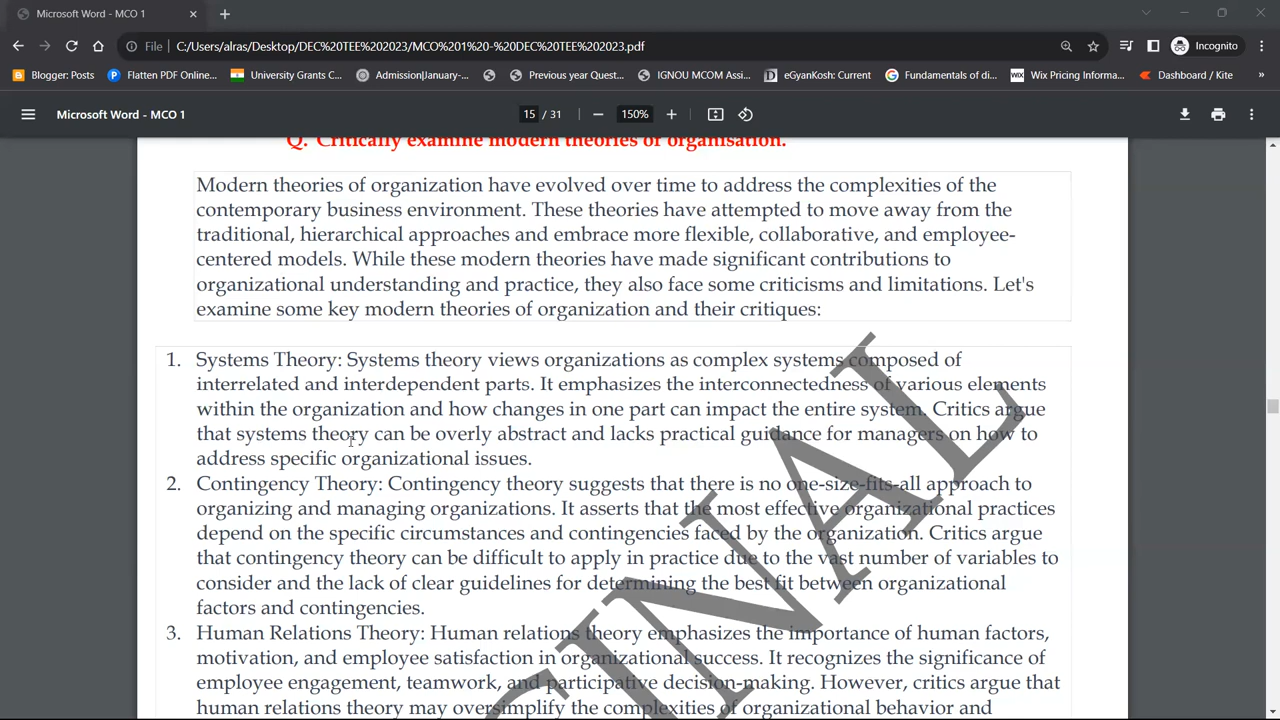 Microsoft Word - MCO 1
File C:/Users/alras/Desktop/DEC%20TEE%202023/MCO%201%20-%20DEC%20TEE%202023.pdf Incognito
Blogger: Posts Flatten PDF Online... University Grants C... Admission|January-... Previous year Quest... IGNOU MCOM Assi... eGyanKosh: Current Fundamentals of di... Wix Pricing Informa... Dashboard / Kite »
Microsoft Word - MCO 1 15 / 31 150%
Q. Critically examine modern theories of organisation.
Modern theories of organization have evolved over time to address the complexities of the
contemporary business environment. These theories have attempted to move away from the
traditional, hierarchical approaches and embrace more flexible, collaborative, and employee-
centered models. While these modern theories have made significant contributions to
organizational understanding and practice, they also face some criticisms and limitations. Let's
examine some key modern theories of organization and their critiques:
1. Systems Theory: Systems theory views organizations as complex systems composed of
interrelated and interdependent parts. It emphasizes the interconnectedness of various elements
within the organization and how changes in one part can impact the entire system. Critics argue
that systems theory can be overly abstract and lacks practical guidance for managers on how to
address specific organizational issues.
2. Contingency Theory: Contingency theory suggests that there is no one-size-fits-all approach to
organizing and managing organizations. It asserts that the most effective organizational practices
depend on the specific circumstances and contingencies faced by the organization. Critics argue
that contingency theory can be difficult to apply in practice due to the vast number of variables to
consider and the lack of clear guidelines for determining the best fit between organizational
factors and contingencies.
3. Human Relations Theory: Human relations theory emphasizes the importance of human factors,
motivation, and employee satisfaction in organizational success. It recognizes the significance of
employee engagement, teamwork, and participative decision-making. However, critics argue that
human relations theory may oversimplify the complexities of organizational behavior and